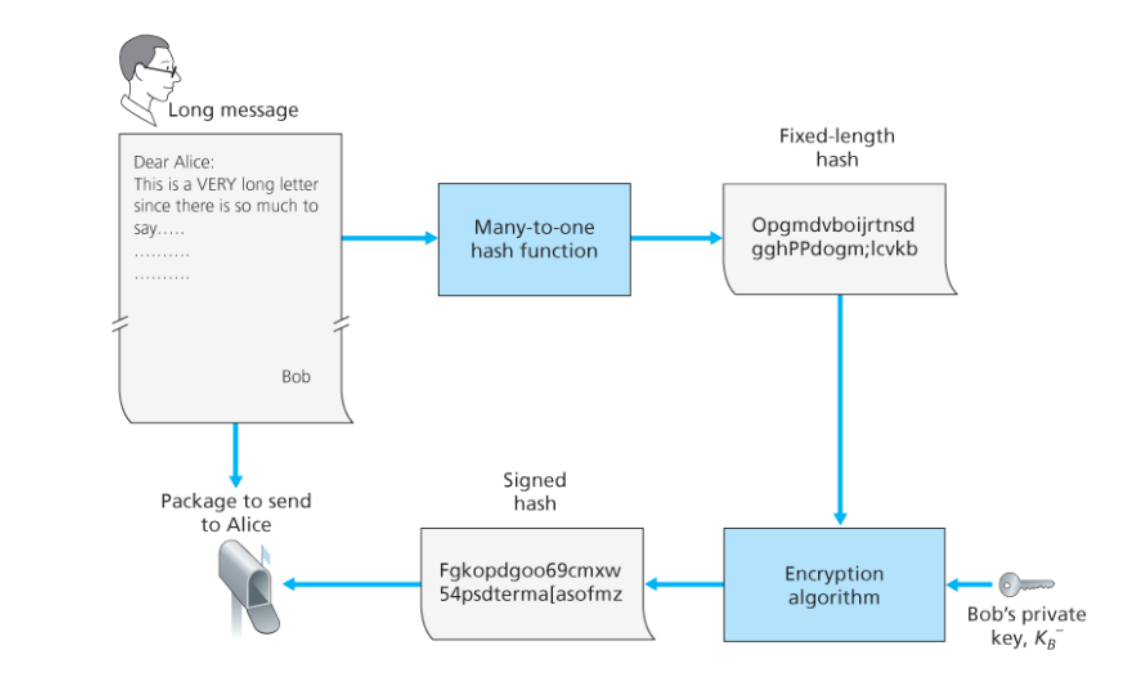 Long message
Dear Alice:
This is a VERY long letter
since there is so much to
say.....
..........
..........
Bob
Many-to-one
hash function
Fixed-length
hash
Opgmdvboijrtnsd
gghPPdogm;lcvkb
Package to send
to Alice
Signed
hash
Fgkopdgoo69cmxw
54psdterma[asofmz
Encryption
algorithm
Bob's private
key, K_B^-